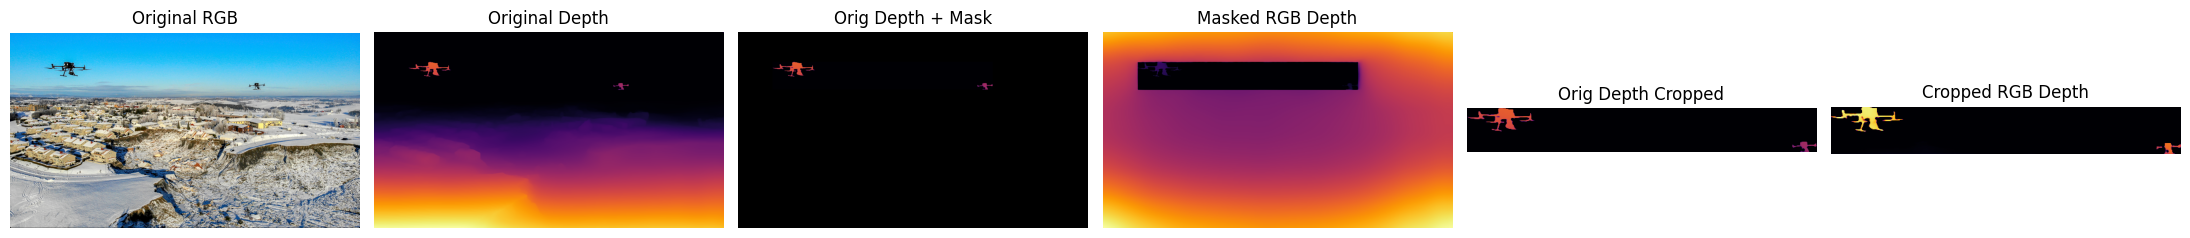 Original RGB
Original Depth
Orig Depth + Mask
Masked RGB Depth
Orig Depth Cropped
Cropped RGB Depth